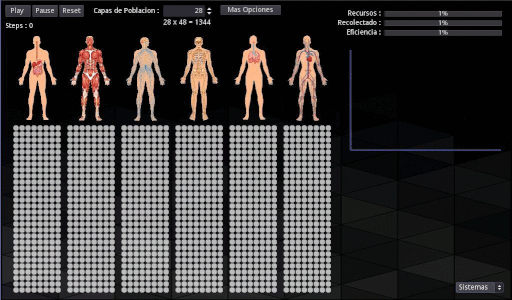 Play Pause Reset Capas de Poblacion : 28 Mas Opciones
28 x 48 = 1344
Steps : 0
Recursos : 1%
Recolectado : 1%
Eficiencia : 1%
Sistemas